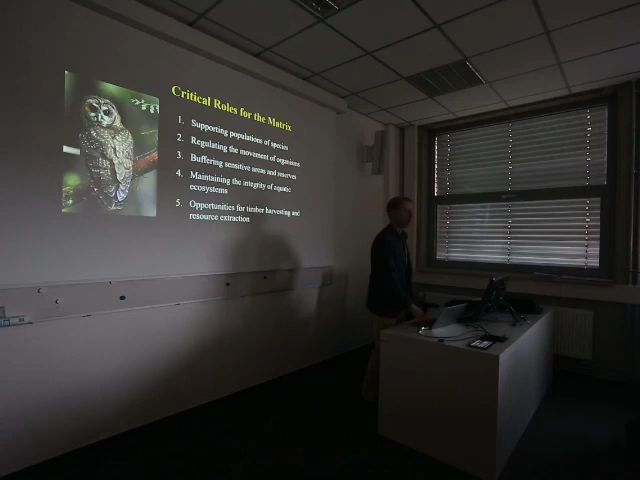 Critical Roles for the Matrix
1. Supporting populations of species
2. Regulating the movement of organisms
3. Buffering sensitive areas and reserves
4. Maintaining the integrity of aquatic
ecosystems
5. Opportunities for timber harvesting and
resource extraction